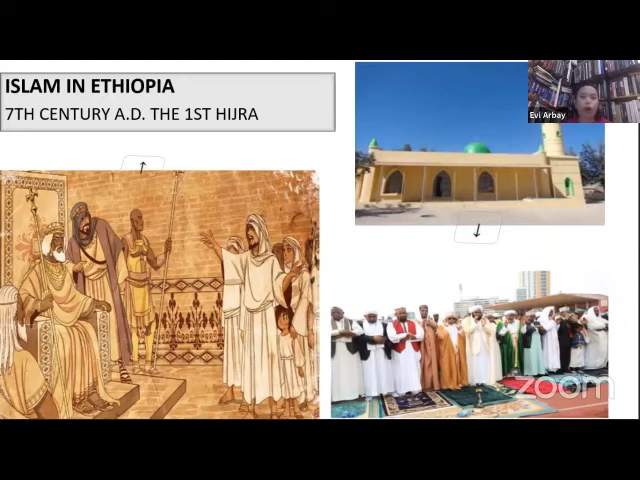 ISLAM IN ETHIOPIA
7TH CENTURY A.D. THE 1ST HIJRA
Evi Arbay
zoom